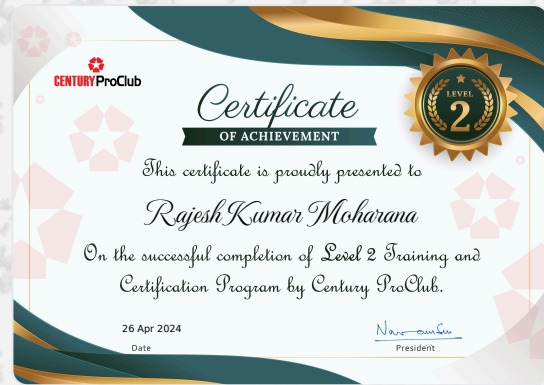 CENTURY ProClub
Certificate
OF ACHIEVEMENT
LEVEL
2
This certificate is proudly presented to
Rajesh Kumar Moharana
On the successful completion of Level 2 Training and
Certification Program by Century ProClub.
26 Apr 2024
Date
President